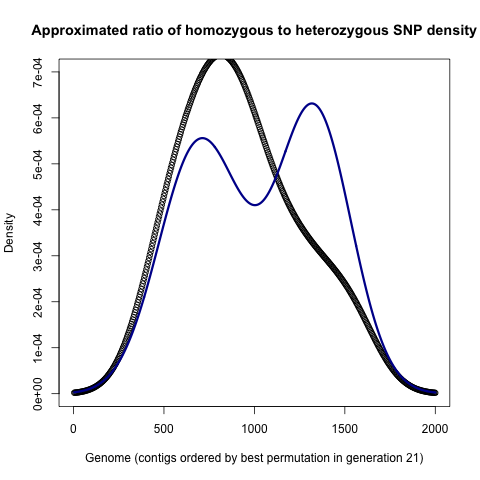 Approximated ratio of homozygous to heterozygous SNP density
7e-04
6e-04
5e-04
4e-04
3e-04
2e-04
1e-04
0e+00
Density
0 500 1000 1500 2000
Genome (contigs ordered by best permutation in generation 21)